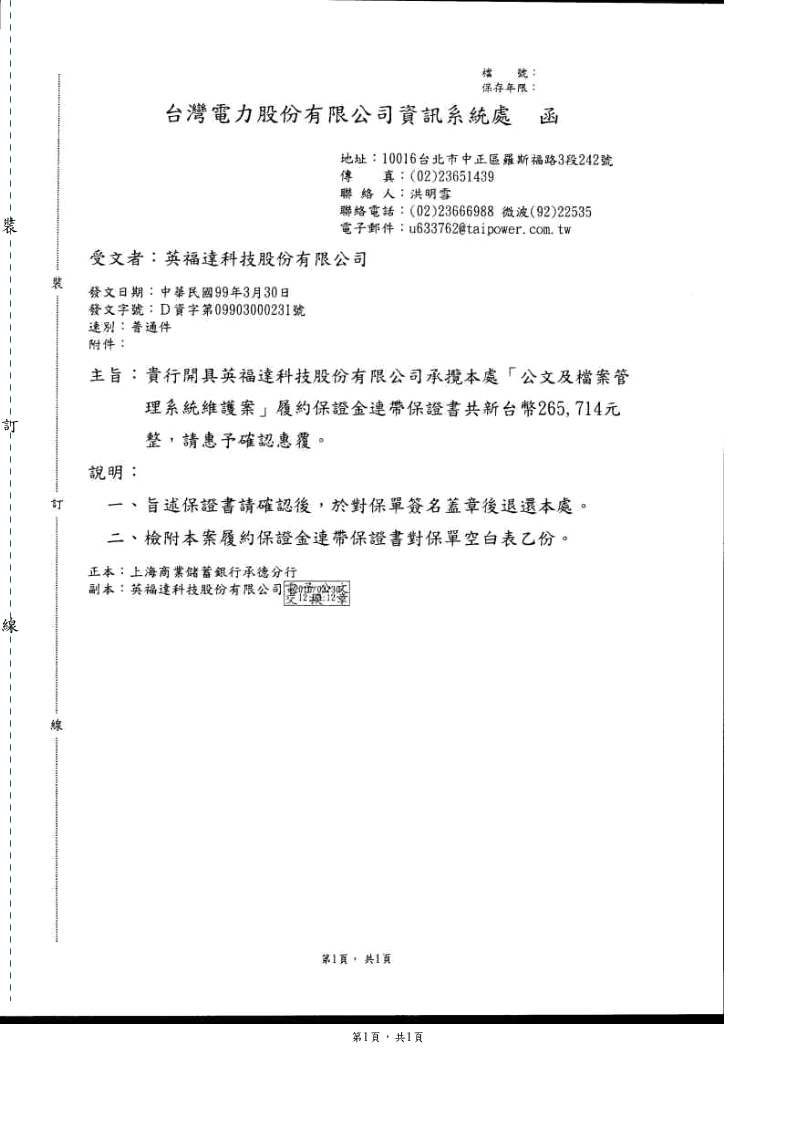 檔　　號：
保存年限：
台灣電力股份有限公司資訊系統處　函
地址：10016台北市中正區羅斯福路3段242號
傳　　真：(02)23651439
聯 絡 人：洪明雪
聯絡電話：(02)23666988 微波(92)22535
電子郵件：u633762@taipower.com.tw
裝
受文者：英福達科技股份有限公司
裝
發文日期：中華民國99年3月30日
發文字號：D資字第09903000231號
速別：普通件
附件：
主旨：貴行開具英福達科技股份有限公司承攬本處「公文及檔案管
理系統維護案」履約保證金連帶保證書共新台幣265,714元
訂
整，請惠予確認惠覆。
說明：
訂
一、旨述保證書請確認後，於對保單簽名蓋章後退還本處。
二、檢附本案履約保證金連帶保證書對保單空白表乙份。
正本：上海商業儲蓄銀行承德分行
副本：英福達科技股份有限公司
電子公文
交換章
線
線
第1頁， 共1頁
第1頁，共1頁